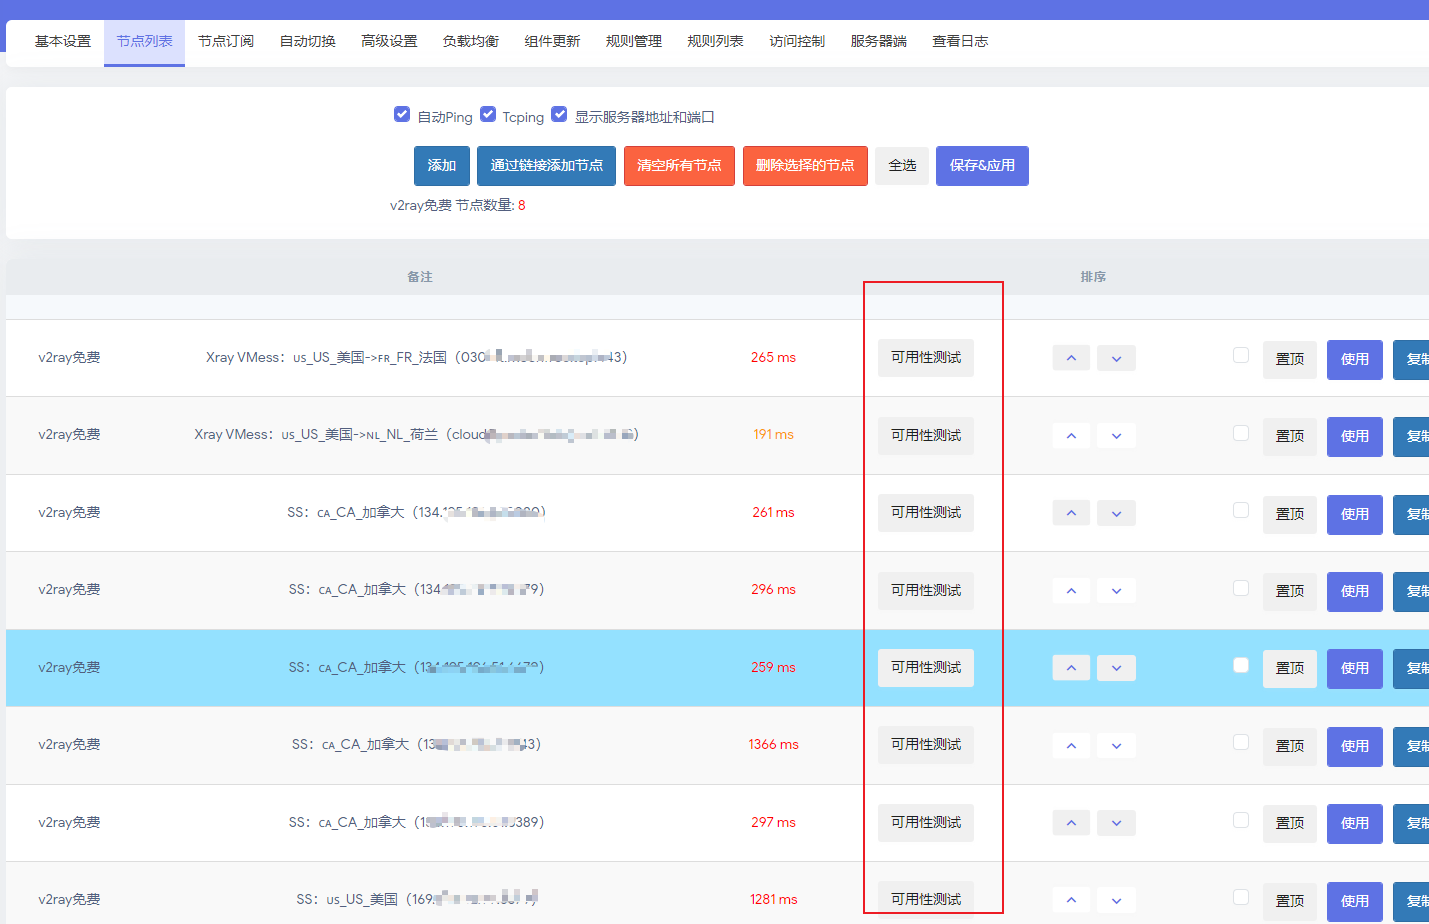 基本设置 节点列表 节点订阅 自动切换 高级设置 负载均衡 组件更新 规则管理 规则列表 访问控制 服务器端 查看日志
自动Ping Tcping 显示服务器地址和端口
添加 通过链接添加节点 清空所有节点 删除选择的节点 全选 保存&应用
v2ray免费 节点数量: 8
备注 排序
v2ray免费 Xray VMess：US_US_美国->FR_FR_法国（030 43） 265 ms 可用性测试 置顶 使用 复制
v2ray免费 Xray VMess：US_US_美国->NL_NL_荷兰（cloud ） 191 ms 可用性测试 置顶 使用 复制
v2ray免费 SS：CA_CA_加拿大（134. ） 261 ms 可用性测试 置顶 使用 复制
v2ray免费 SS：CA_CA_加拿大（134 79） 296 ms 可用性测试 置顶 使用 复制
v2ray免费 SS：CA_CA_加拿大（ ） 259 ms 可用性测试 置顶 使用 复制
v2ray免费 SS：CA_CA_加拿大（13 3） 1366 ms 可用性测试 置顶 使用 复制
v2ray免费 SS：CA_CA_加拿大（1 389） 297 ms 可用性测试 置顶 使用 复制
v2ray免费 SS：US_US_美国（169. ） 1281 ms 可用性测试 置顶 使用 复制